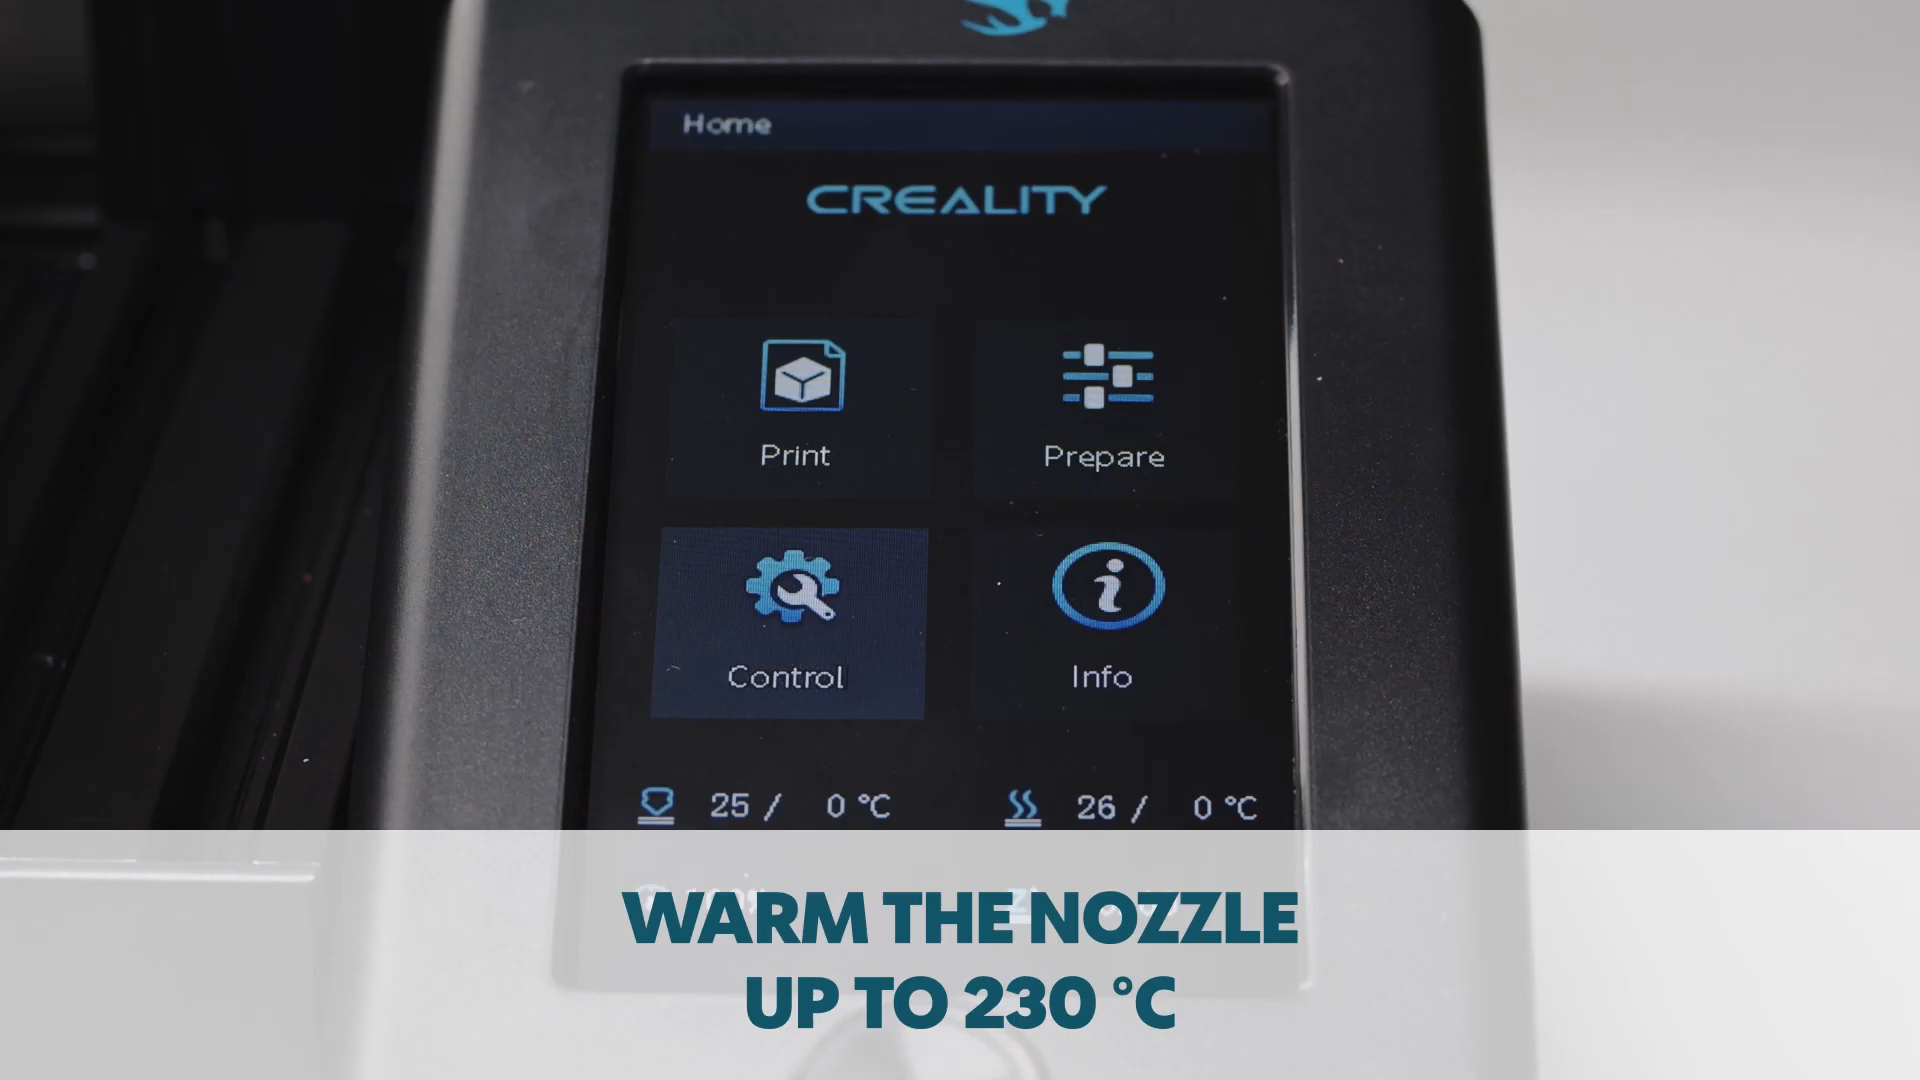 Home
CREALITY
Print
Prepare
Control
Info
25 / 0 °C
26 / 0 °C
WARM THE NOZZLE
UP TO 230 °C